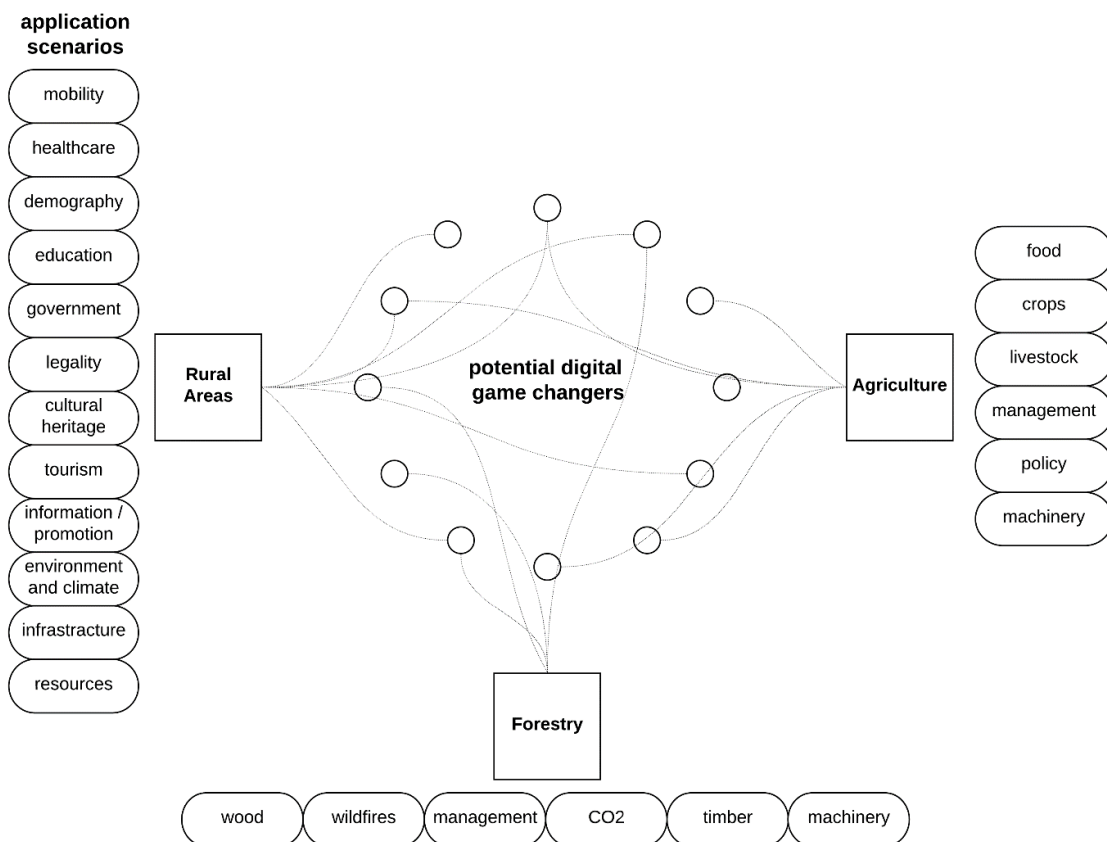 application
scenarios
mobility
healthcare
demography
education
government
legality
cultural
heritage
tourism
information /
promotion
environment
and climate
infrastracture
resources
Rural
Areas
potential digital
game changers
Agriculture
food
crops
livestock
management
policy
machinery
Forestry
wood
wildfires
management
CO2
timber
machinery